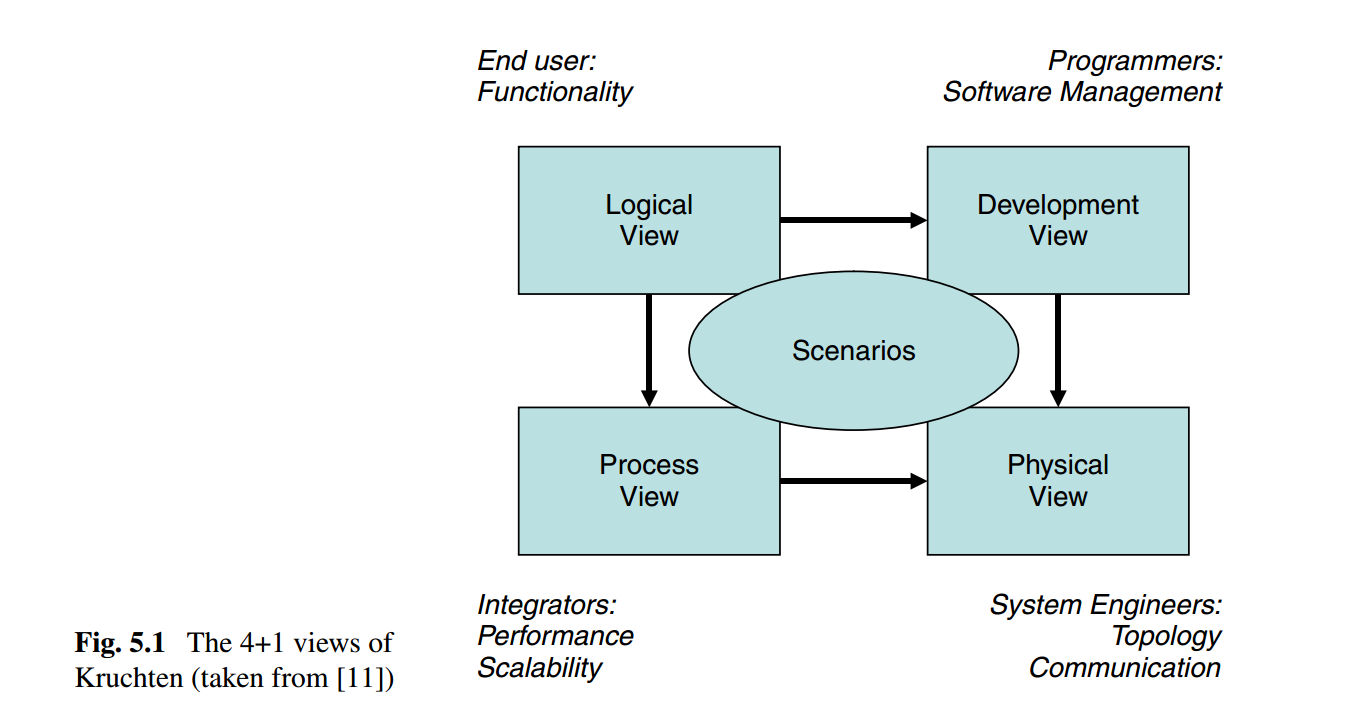 End user:
Functionality
Programmers:
Software Management
Logical
View
Development
View
Scenarios
Process
View
Physical
View
Integrators:
Performance
Scalability
System Engineers:
Topology
Communication
Fig. 5.1 The 4+1 views of
Kruchten (taken from [11])